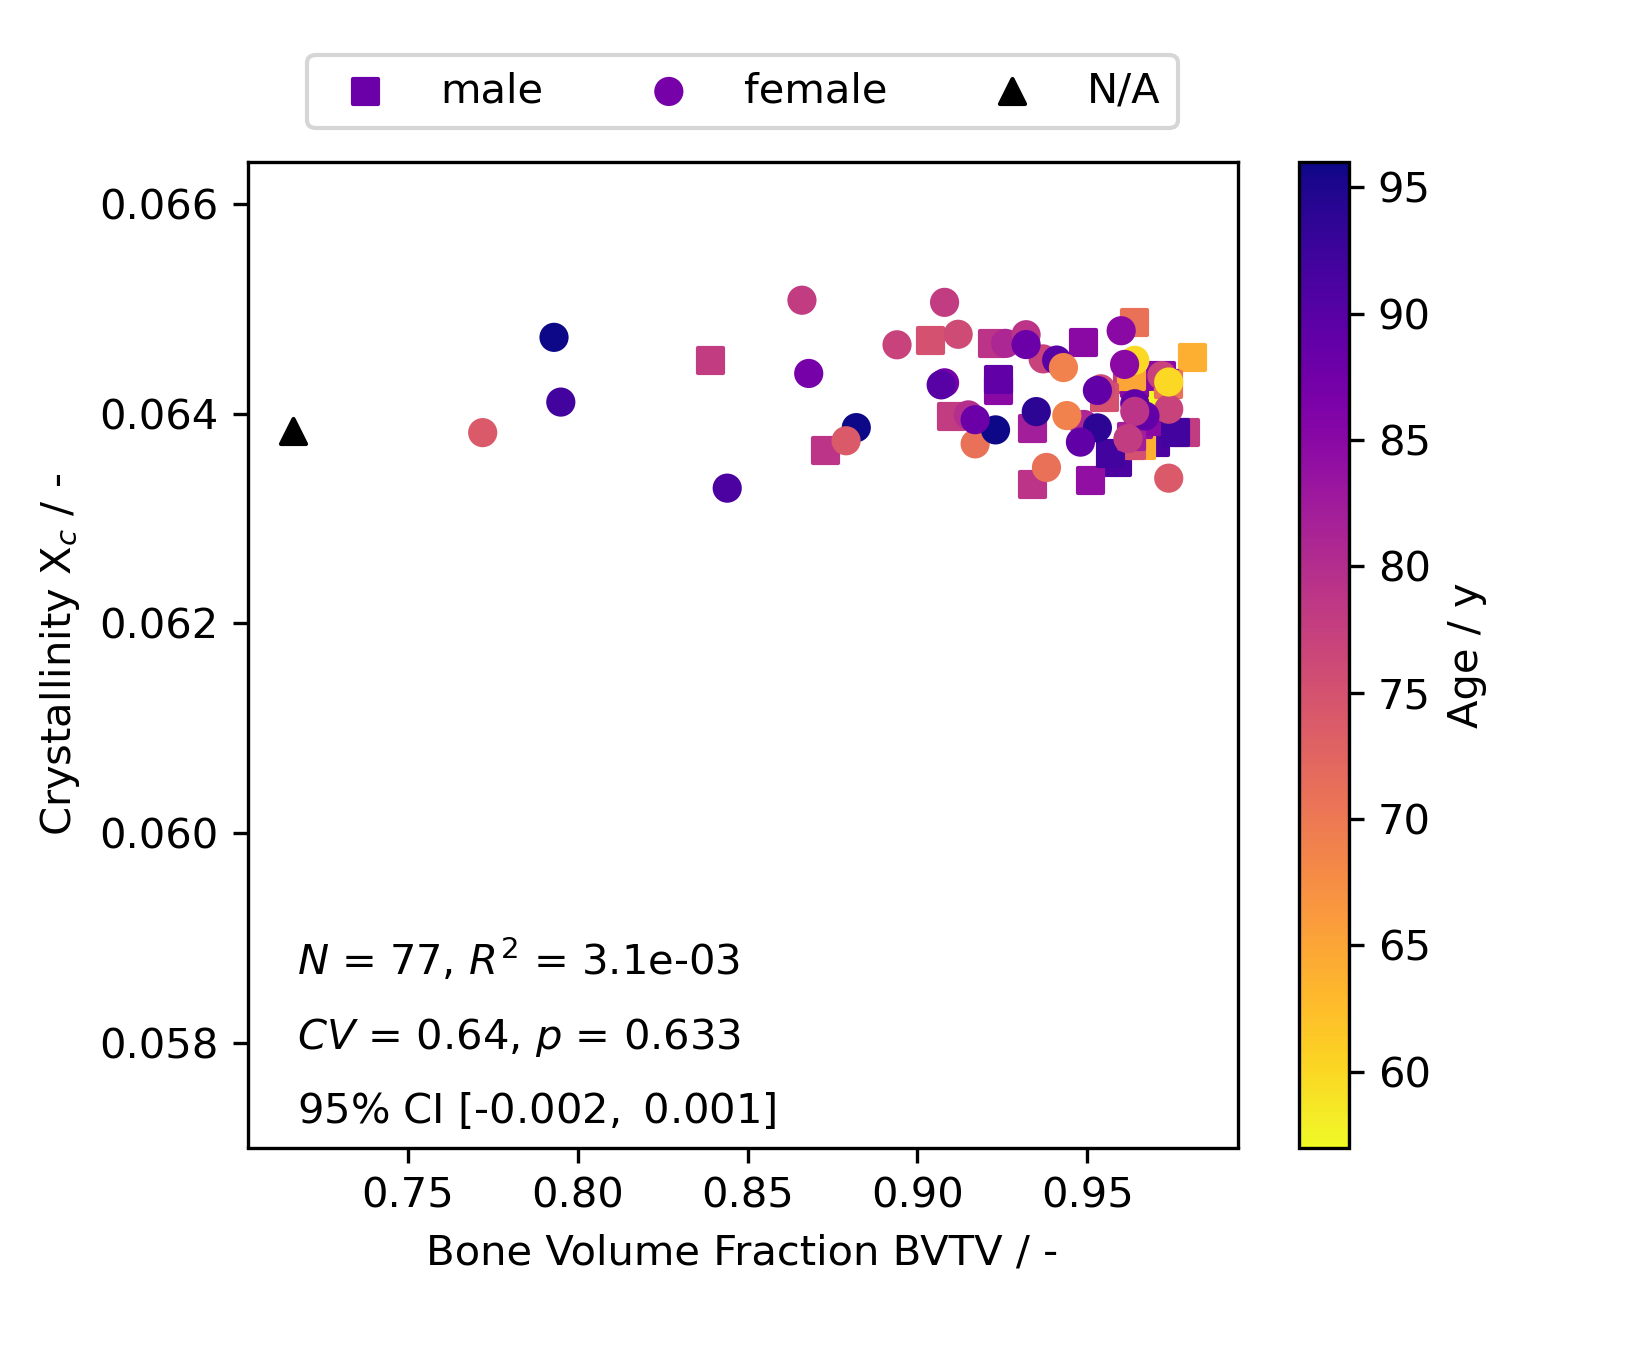 male female N/A
0.066
0.064
0.062
0.060
0.058
Crystallinity X_c / -
N = 77, R² = 3.1e-03
CV = 0.64, p = 0.633
95% CI [-0.002, 0.001]
0.75 0.80 0.85 0.90 0.95
Bone Volume Fraction BVTV / -
95
90
85
80
75
70
65
60
Age / y